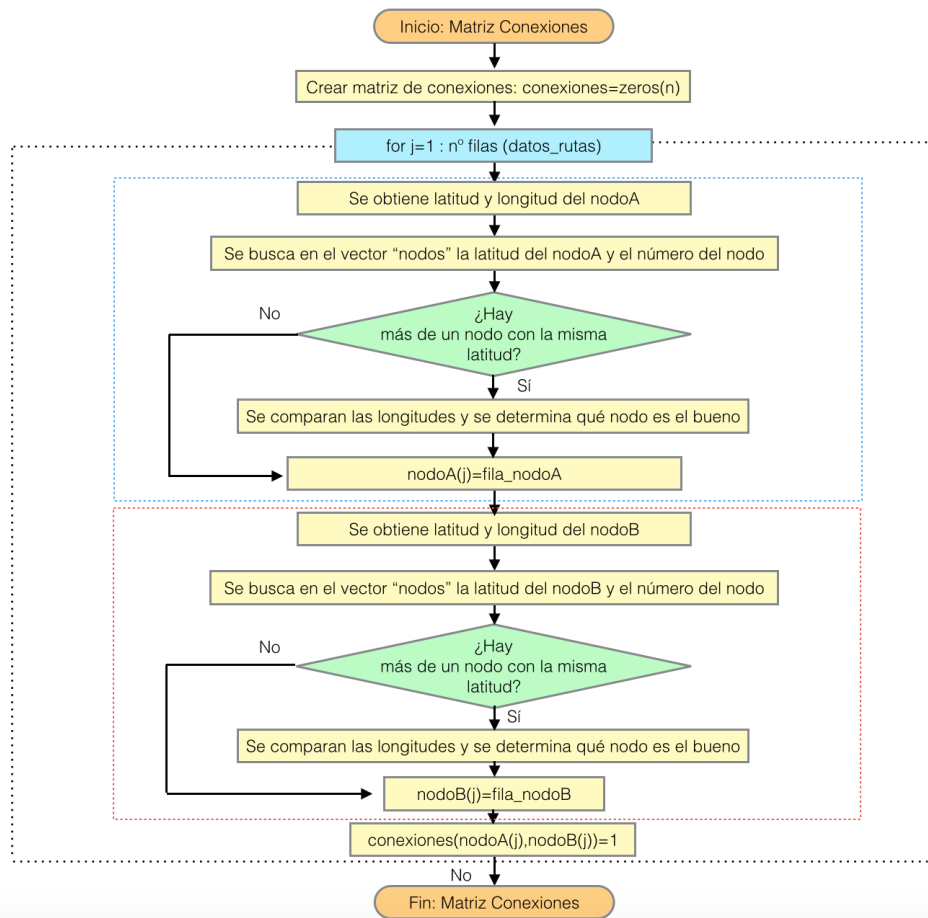 Inicio: Matriz Conexiones
Crear matriz de conexiones: conexiones=zeros(n)
for j=1 : nº filas (datos_rutas)
Se obtiene latitud y longitud del nodoA
Se busca en el vector “nodos” la latitud del nodoA y el número del nodo
No
¿Hay
más de un nodo con la misma
latitud?
Sí
Se comparan las longitudes y se determina qué nodo es el bueno
nodoA(j)=fila_nodoA
Se obtiene latitud y longitud del nodoB
Se busca en el vector “nodos” la latitud del nodoB y el número del nodo
No
¿Hay
más de un nodo con la misma
latitud?
Sí
Se comparan las longitudes y se determina qué nodo es el bueno
nodoB(j)=fila_nodoB
conexiones(nodoA(j),nodoB(j))=1
No
Fin: Matriz Conexiones